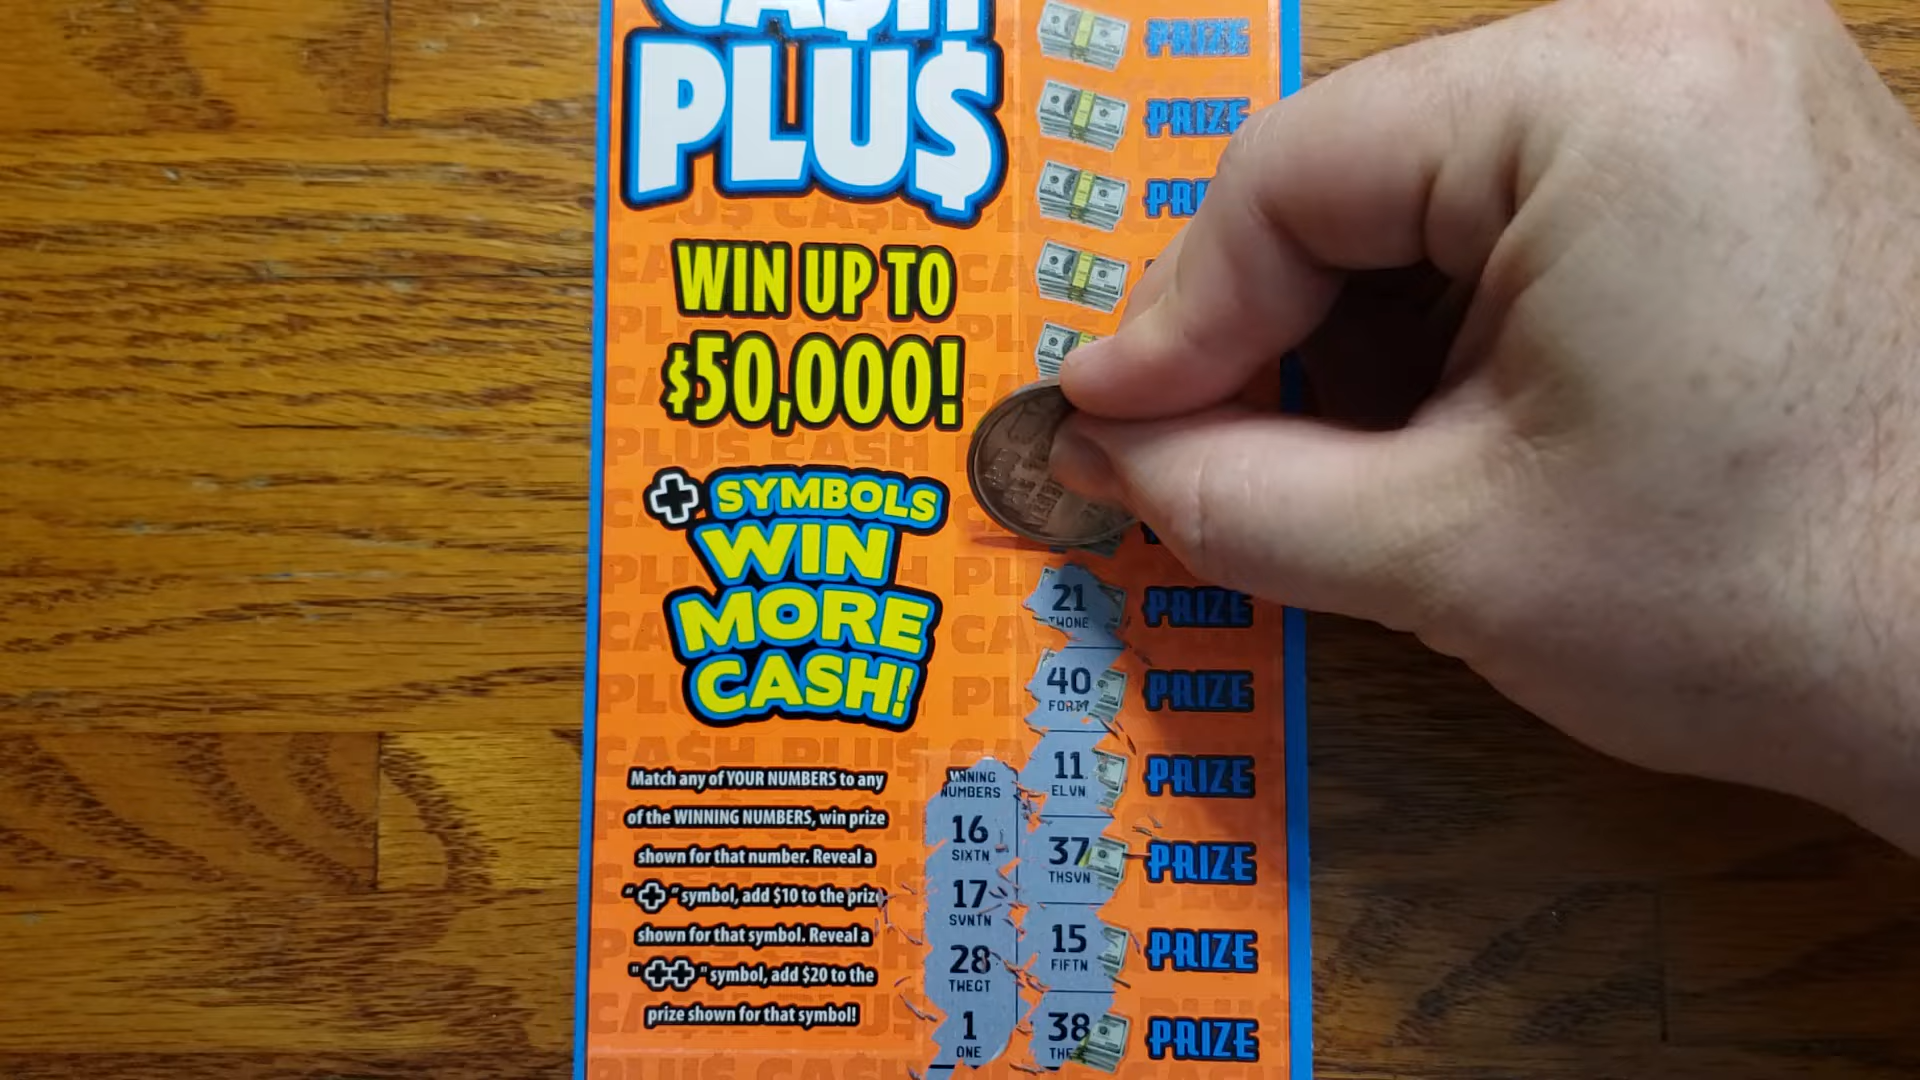 CA$H
PLU$
WIN UP TO
$50,000!
+ SYMBOLS
WIN
MORE
CASH!
Match any of YOUR NUMBERS to any
of the WINNING NUMBERS, win prize
shown for that number. Reveal a
"+" symbol, add $10 to the prize
shown for that symbol. Reveal a
"++" symbol, add $20 to the
prize shown for that symbol!
NUMBERS
16
SIXTN
17
SVNTN
28
TWEGT
1
ONE
PRIZE
PRIZE
21
TWONE
PRIZE
40
FORTY
PRIZE
11
ELVN
PRIZE
37
THSVN
PRIZE
15
FIFTN
PRIZE
38
PRIZE